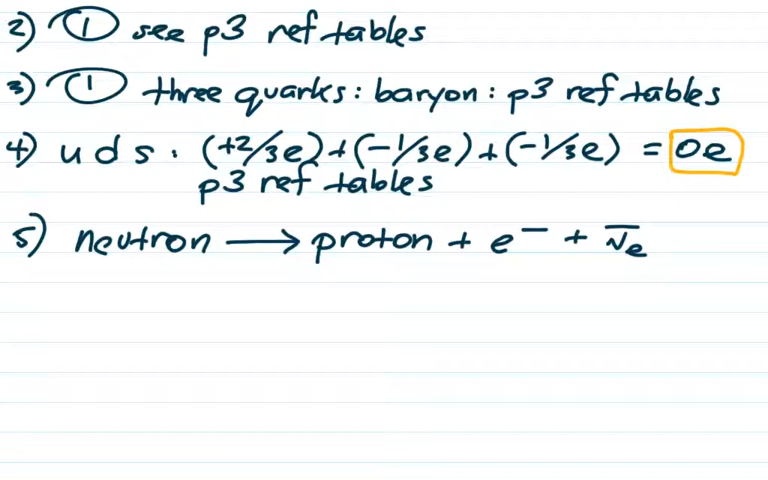 2) ① see p3 ref tables
3) ① three quarks: baryon: p3 ref tables
4) u d s. (+2/3e)+(-1/3e)+(-1/3e) = 0e
p3 ref tables
5) neutron → proton + e⁻ + ν̅e